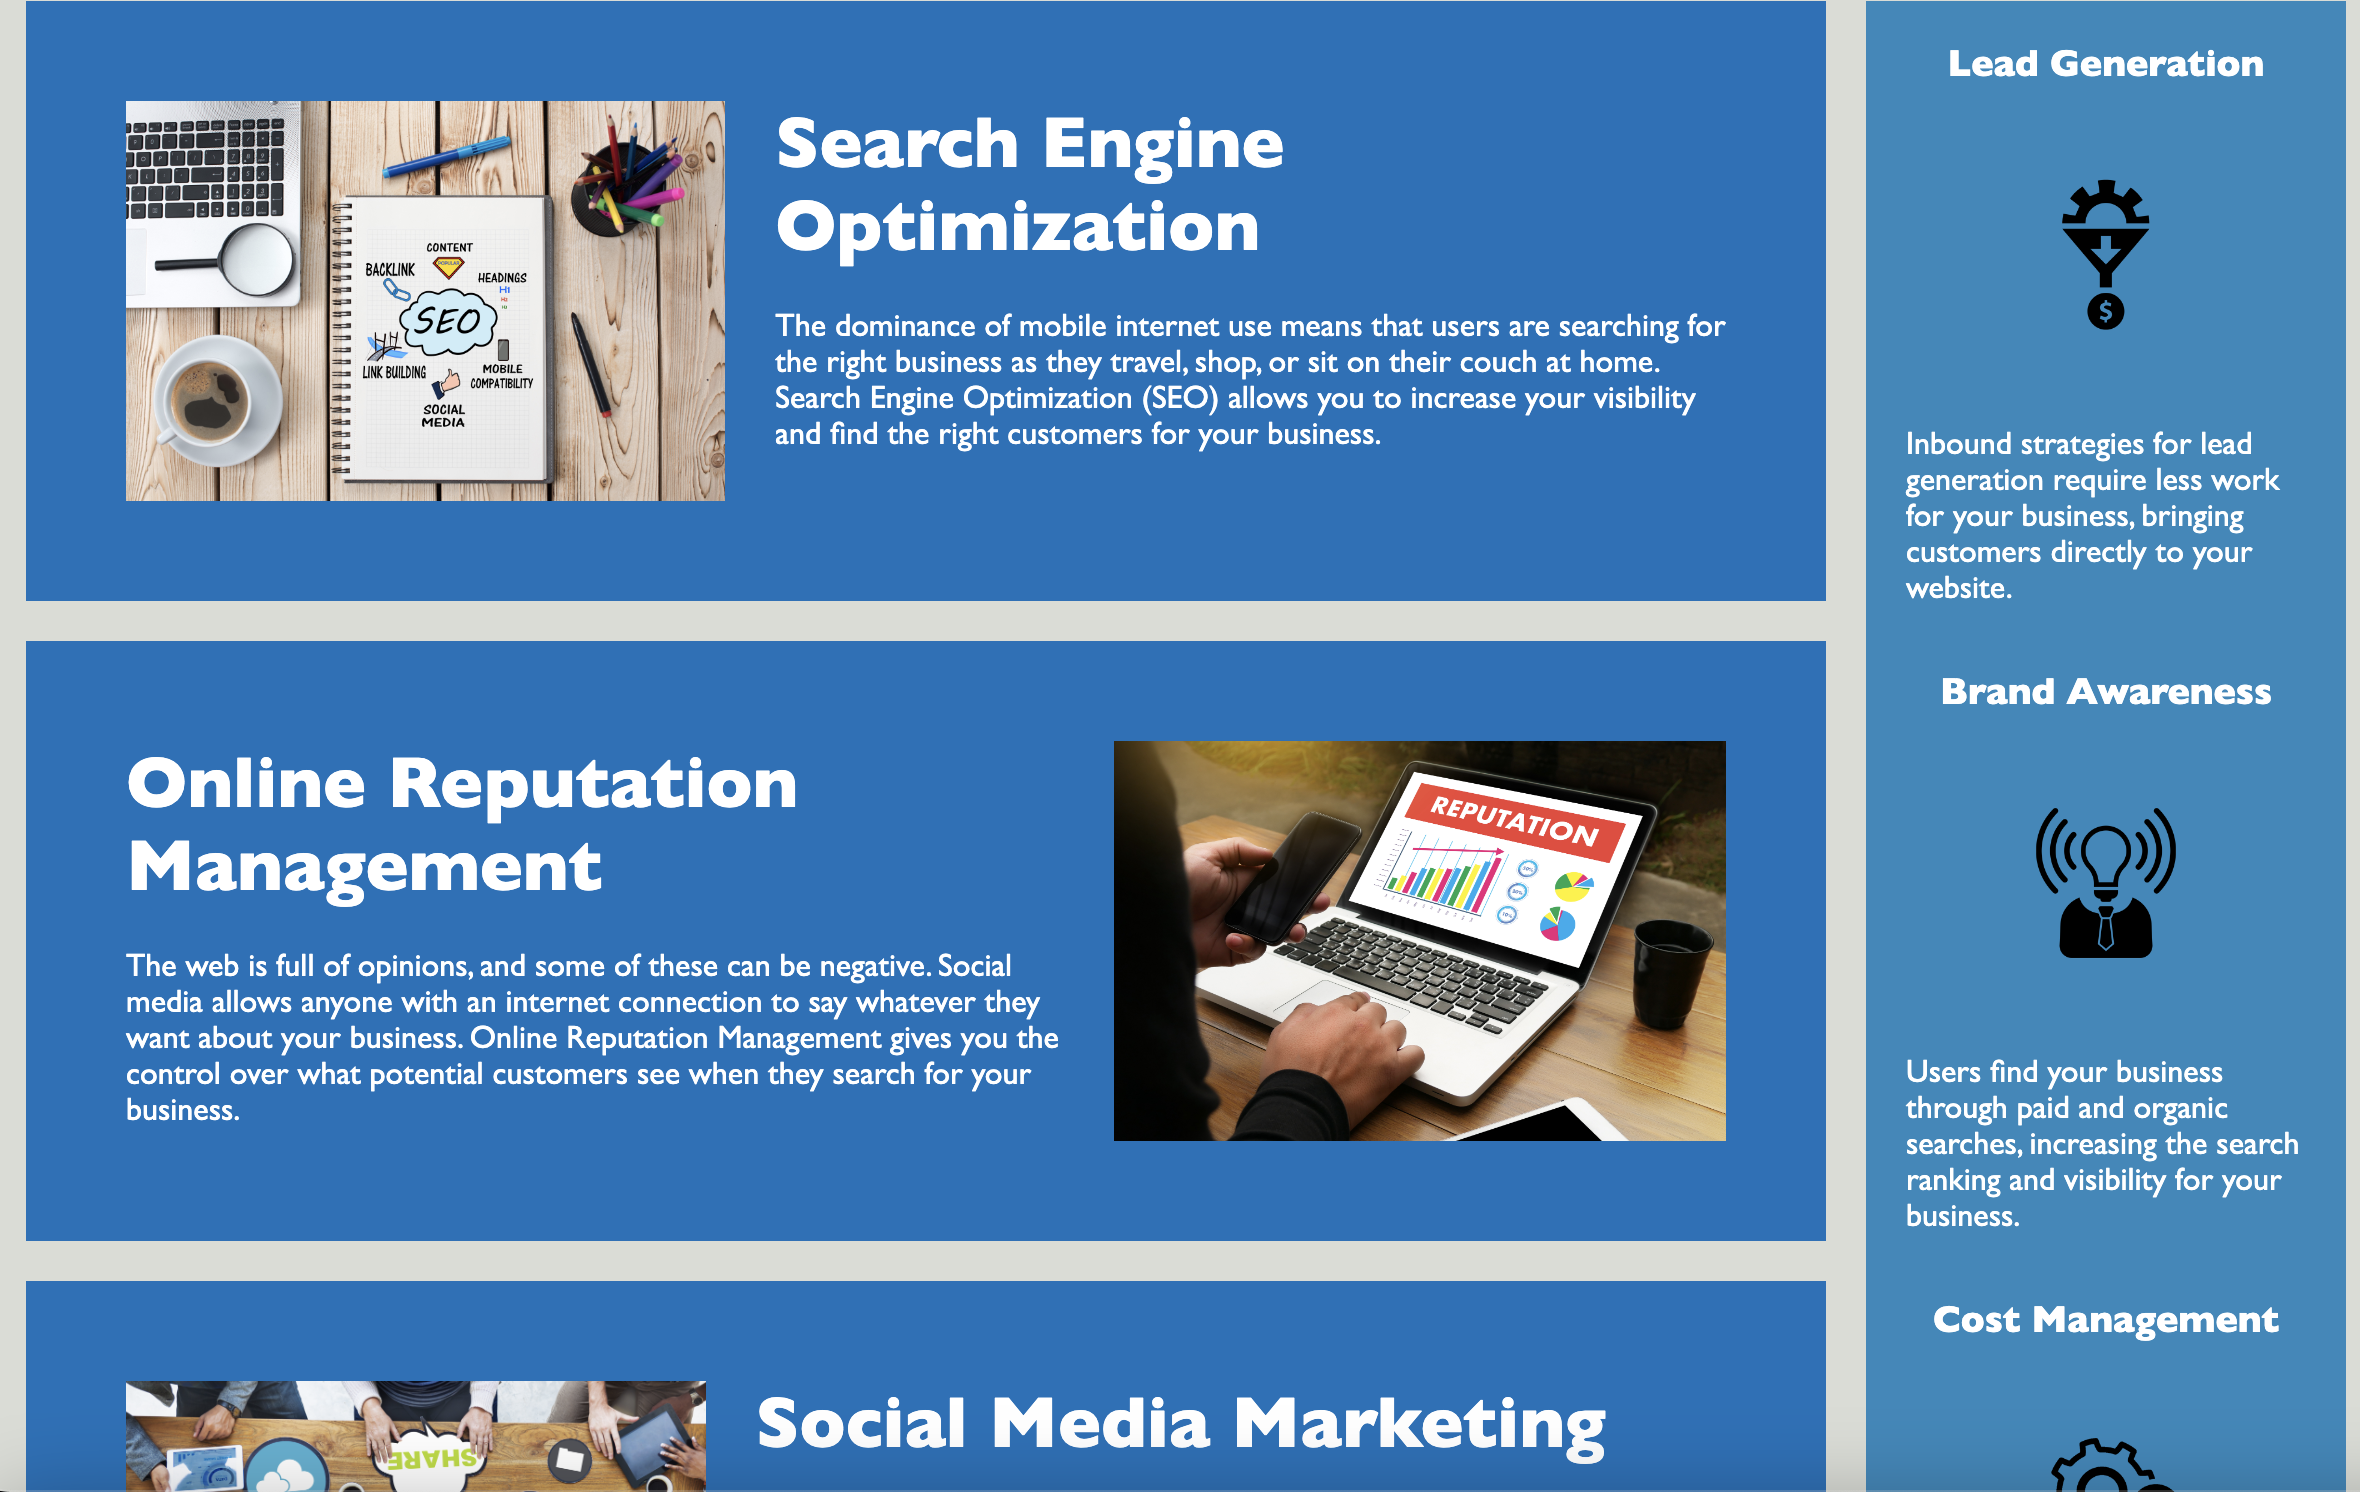 Search Engine
Optimization
The dominance of mobile internet use means that users are searching for
the right business as they travel, shop, or sit on their couch at home.
Search Engine Optimization (SEO) allows you to increase your visibility
and find the right customers for your business.
CONTENT
POPULAR
BACKLINK
HEADINGS
H1
H2
SEO
LINK BUILDING
MOBILE
COMPATIBILITY
SOCIAL
MEDIA
Online Reputation
Management
The web is full of opinions, and some of these can be negative. Social
media allows anyone with an internet connection to say whatever they
want about your business. Online Reputation Management gives you the
control over what potential customers see when they search for your
business.
REPUTATION
Social Media Marketing
SHARE
Lead Generation
$
Inbound strategies for lead
generation require less work
for your business, bringing
customers directly to your
website.
Brand Awareness
Users find your business
through paid and organic
searches, increasing the search
ranking and visibility for your
business.
Cost Management